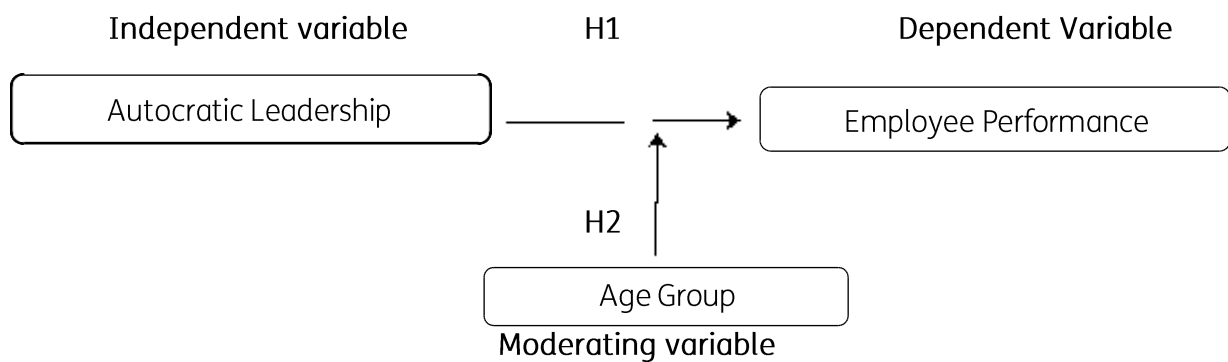 Independent variable
H1
Dependent Variable
Autocratic Leadership
Employee Performance
H2
Age Group
Moderating variable